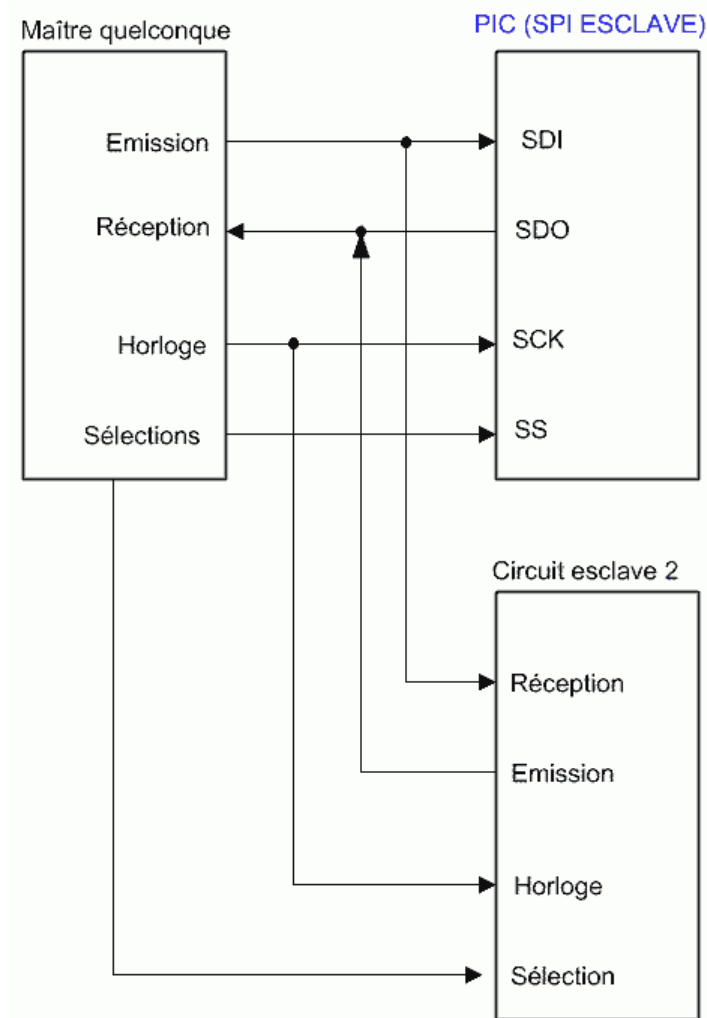 Maître quelconque
PIC (SPI ESCLAVE)
Emission
SDI
Réception
SDO
Horloge
SCK
Sélections
SS
Circuit esclave 2
Réception
Emission
Horloge
Sélection